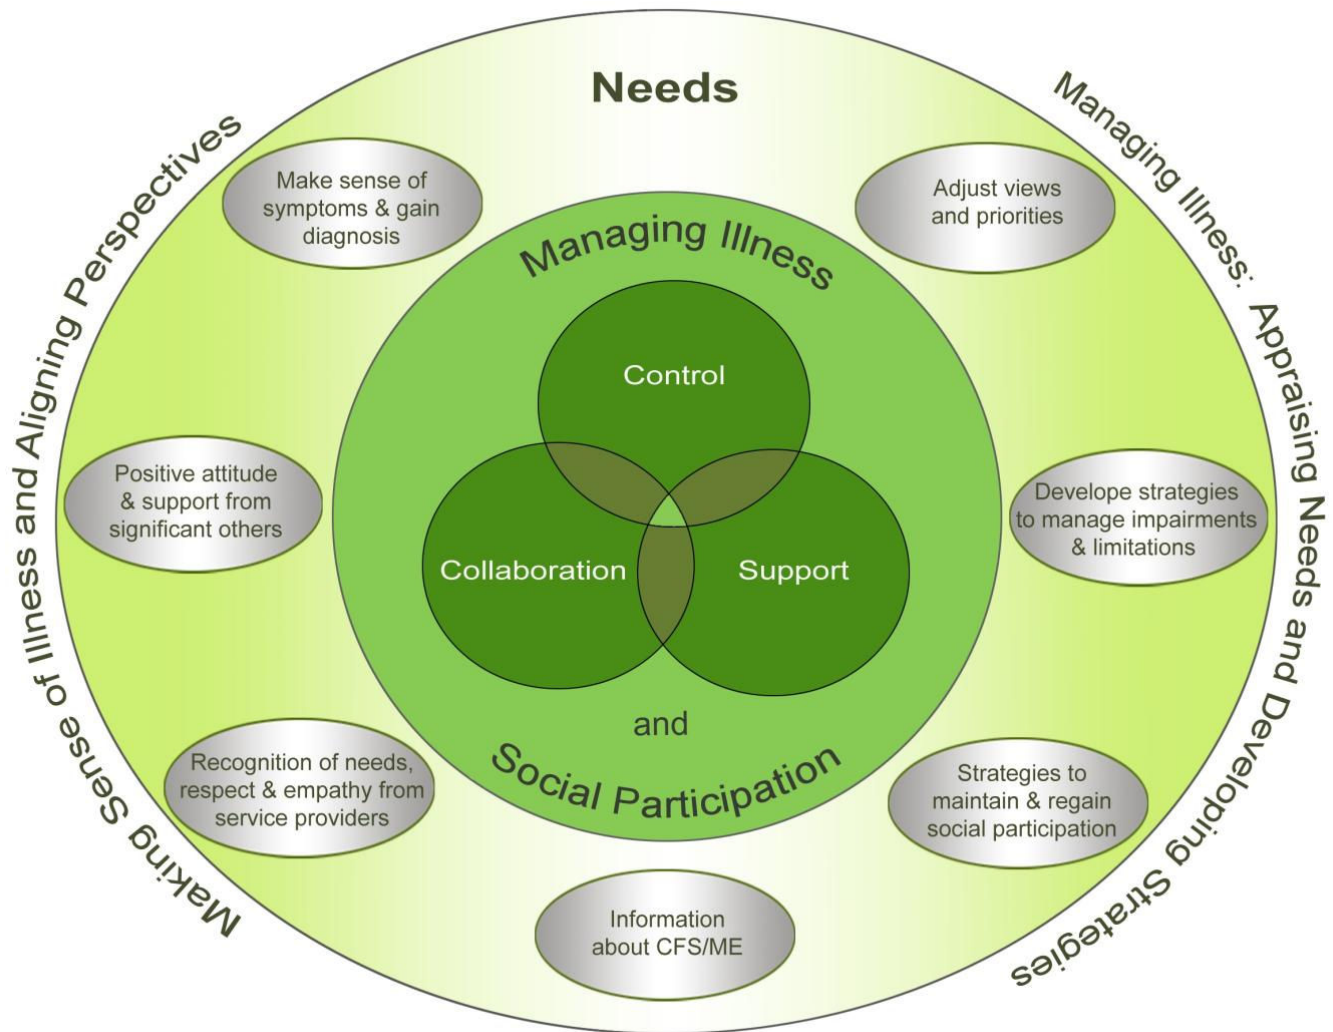 Needs
Making Sense of Illness and Aligning Perspectives
Managing Illness: Appraising Needs and Developing Strategies
Make sense of
symptoms & gain
diagnosis
Adjust views
and priorities
Positive attitude
& support from
significant others
Develope strategies
to manage impairments
& limitations
Recognition of needs,
respect & empathy from
service providers
Strategies to
maintain & regain
social participation
Information
about CFS/ME
Managing Illness
Control
Collaboration
Support
and
Social Participation